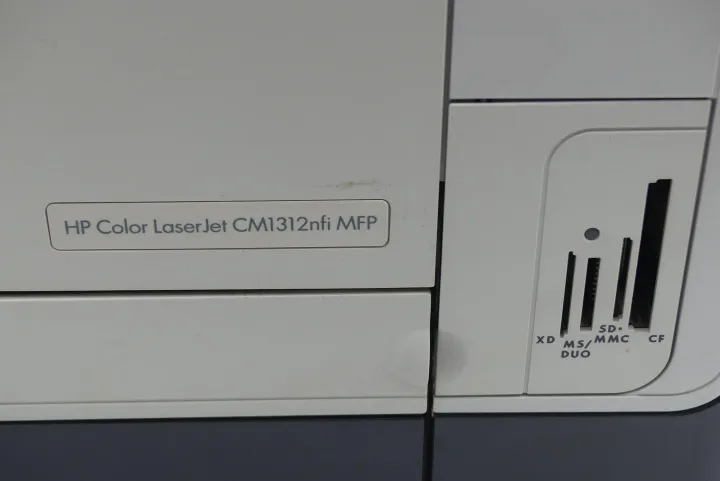 HP Color LaserJet CM1312nfi MFP
XD
MS/
DUO
SD•
MMC
CF